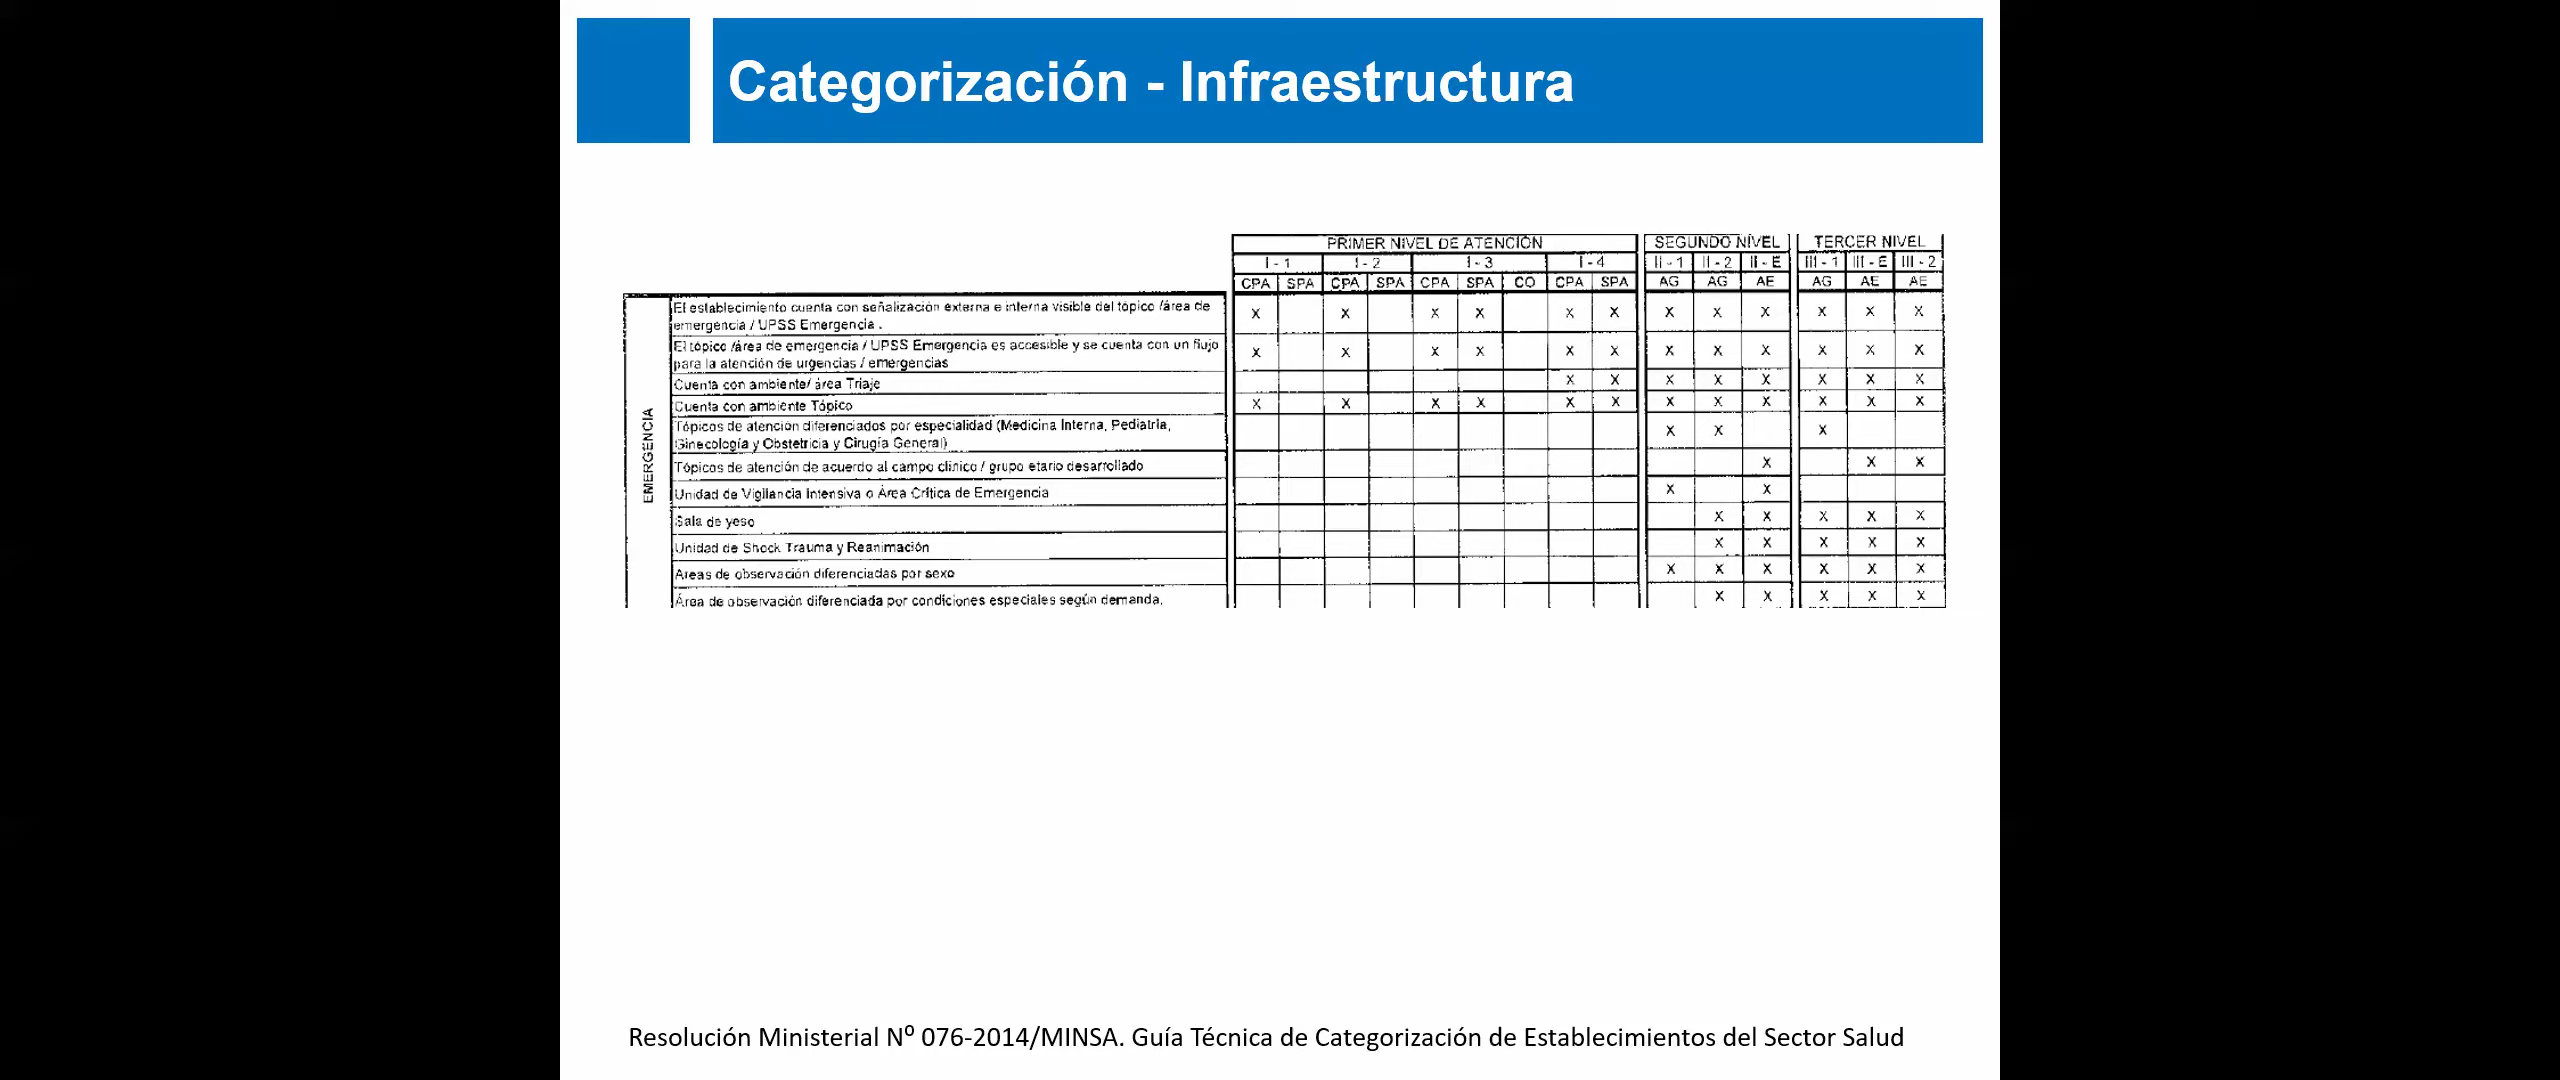 Categorización - Infraestructura
PRIMER NIVEL DE ATENCIÓN SEGUNDO NIVEL TERCER NIVEL
I - 1 I - 2 I - 3 I - 4 II - 1 II - 2 II - E III - 1 III - E III - 2
CPA SPA CPA SPA CPA SPA CO CPA SPA AG AG AE AG AE AE
EMERGENCIA
El establecimiento cuenta con señalización externa e interna visible del tópico /área de
emergencia / UPSS Emergencia . X X X X X X X X X X X X
El tópico /área de emergencia / UPSS Emergencia es accesible y se cuenta con un flujo
para la atención de urgencias / emergencias X X X X X X X X X X X X
Cuenta con ambiente/ área Triaje X X X X X X X X
Cuenta con ambiente Tópico X X X X X X X X X X X X
Tópicos de atención diferenciados por especialidad (Medicina Interna, Pediatría,
Ginecología y Obstetricia y Cirugía General) X X X
Tópicos de atención de acuerdo al campo clínico / grupo etario desarrollado X X X
Unidad de Vigilancia Intensiva o Área Crítica de Emergencia X X
Sala de yeso X X X X X
Unidad de Shock Trauma y Reanimación X X X X X
Areas de observación diferenciadas por sexo X X X X X X
Área de observación diferenciada por condiciones especiales según demanda. X X X X X
Resolución Ministerial Nº 076-2014/MINSA. Guía Técnica de Categorización de Establecimientos del Sector Salud